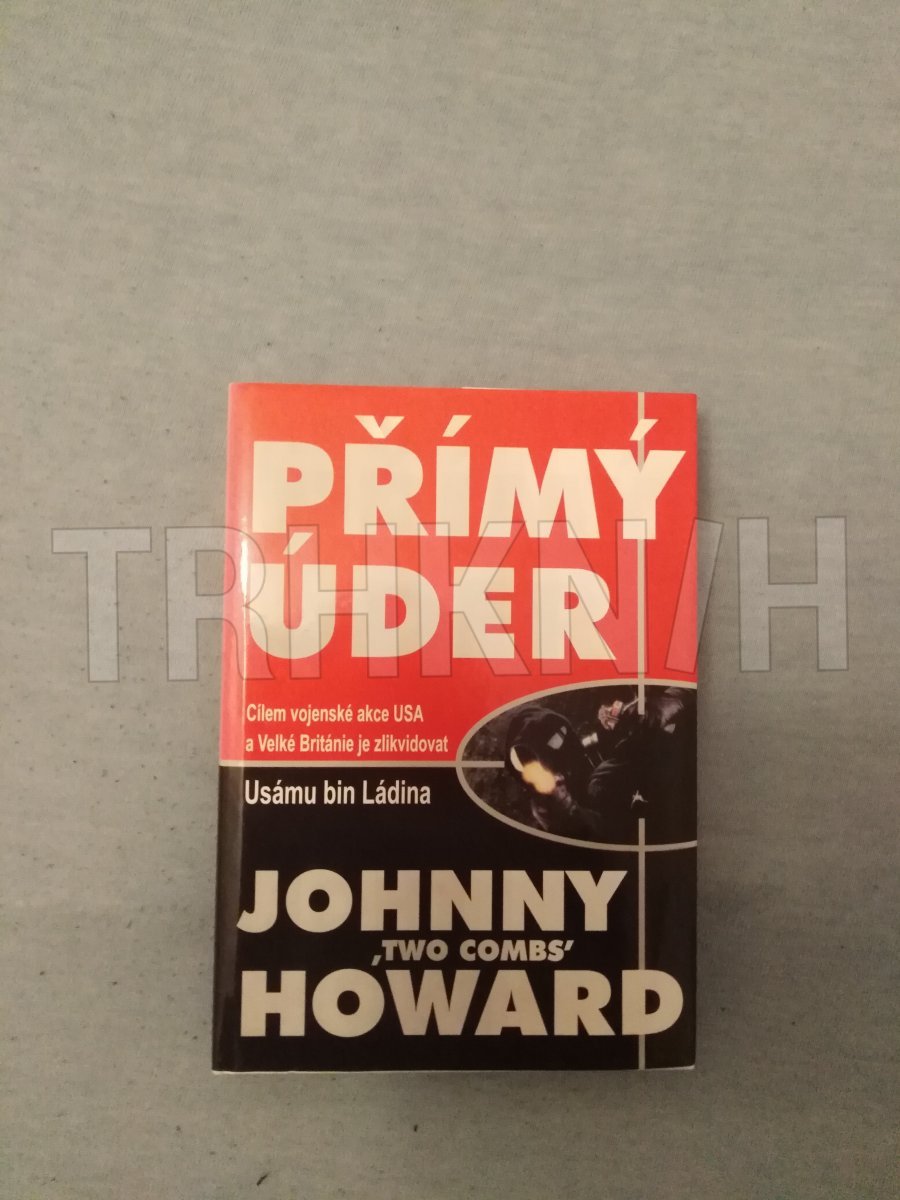 PŘÍMÝ
ÚDER
TRHKNIH
Cílem vojenské akce USA
a Velké Británie je zlikvidovat
Usámu bin Ládina
JOHNNY
‚TWO COMBS’
HOWARD